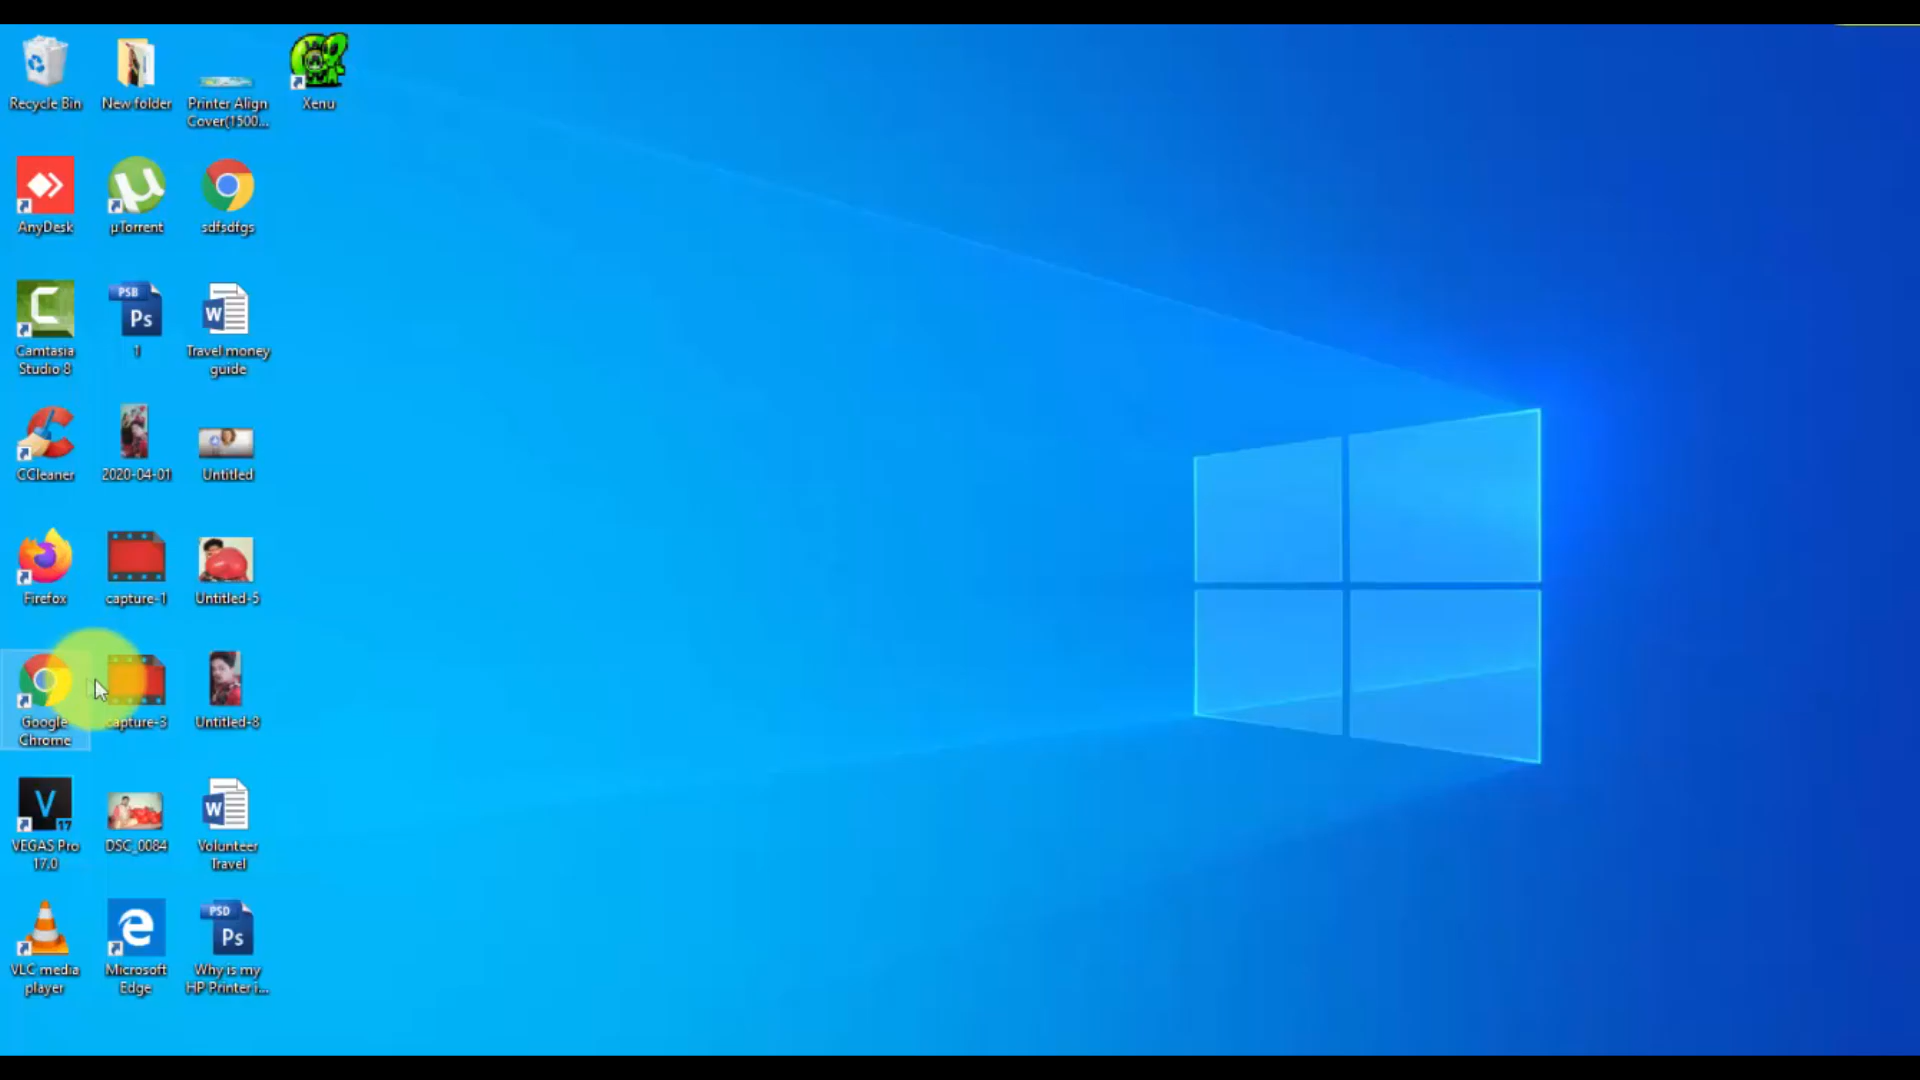 Recycle Bin
New folder
Printer Align
Cover(1500...
Xenu
AnyDesk
µTorrent
sdfsdfgs
Camtasia
Studio 8
PSB
Ps
1
W
Travel money
guide
CCleaner
2020-04-01
Untitled
Firefox
capture-1
Untitled-5
Google
Chrome
capture-3
Untitled-8
V
17
VEGAS Pro
17.0
DSC_0084
W
Volunteer
Travel
VLC media
player
Microsoft
Edge
PSD
Ps
Why is my
HP Printer i...